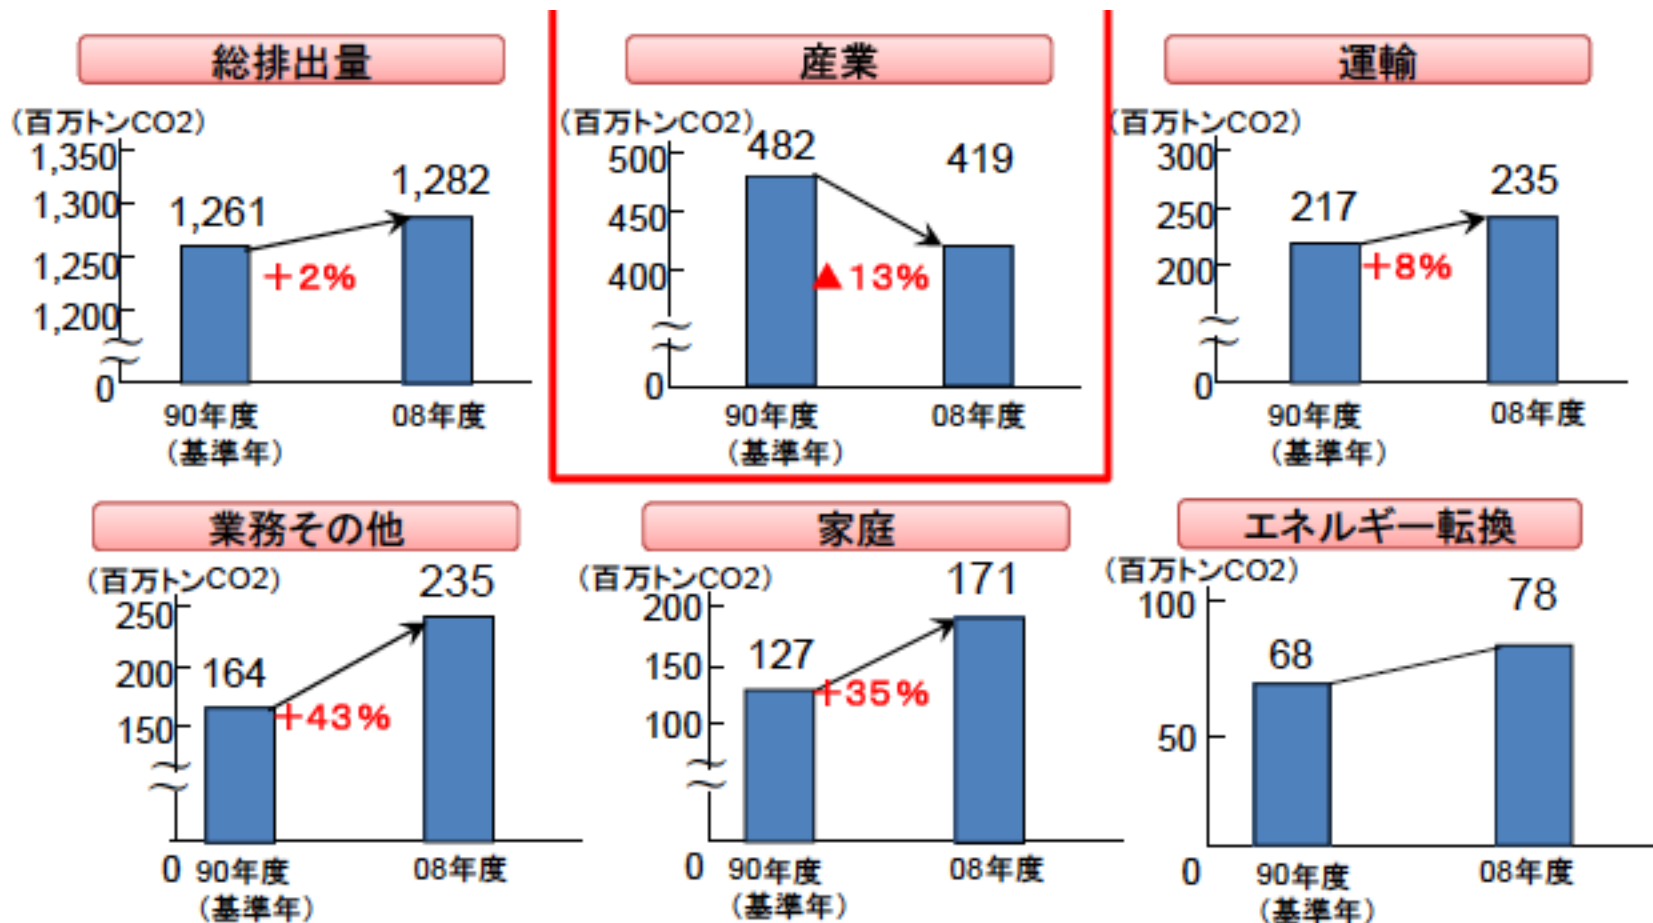 総排出量
(百万トンCO2)
1,350
1,300
1,250
1,200
0
1,261
1,282
+2%
90年度
(基準年)
08年度
産業
(百万トンCO2)
500
450
400
0
482
419
▲13%
90年度
(基準年)
08年度
運輸
(百万トンCO2)
300
250
200
0
217
235
+8%
90年度
(基準年)
08年度
業務その他
(百万トンCO2)
250
200
150
0
164
235
+43%
90年度
(基準年)
08年度
家庭
(百万トンCO2)
200
150
100
0
127
171
+35%
90年度
(基準年)
08年度
エネルギー転換
(百万トンCO2)
100
50
0
68
78
90年度
(基準年)
08年度